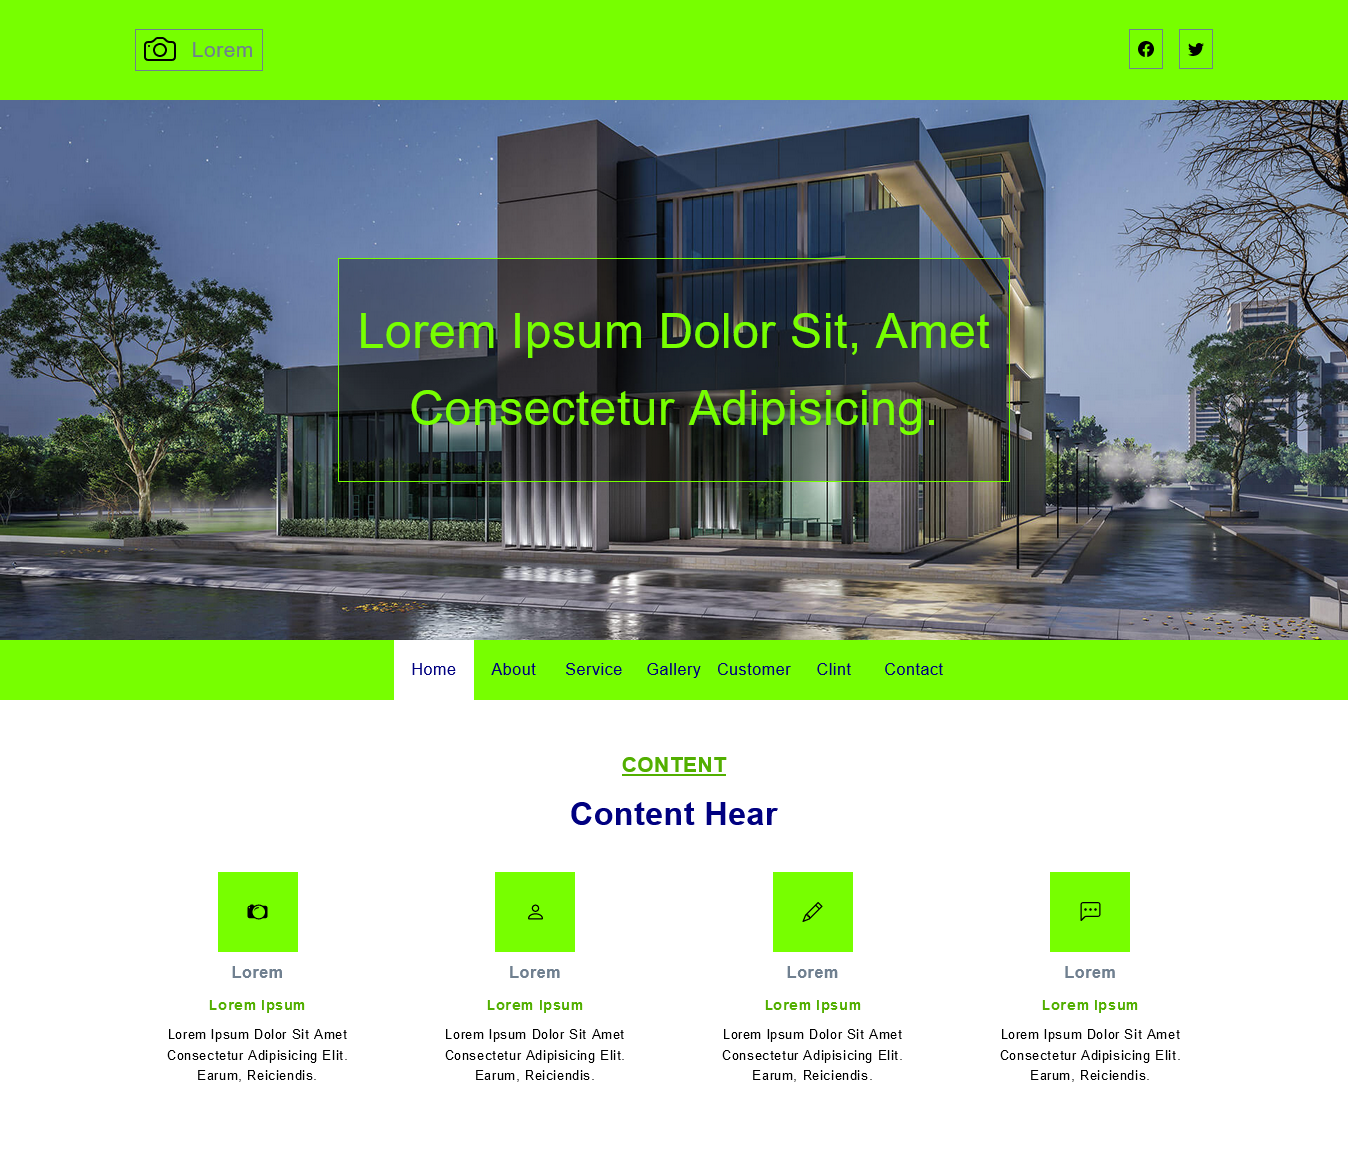 Lorem
Lorem Ipsum Dolor Sit, Amet
Consectetur Adipisicing.
Home About Service Gallery Customer Clint Contact
CONTENT
Content Hear
Lorem Lorem Lorem Lorem
Lorem Ipsum Lorem Ipsum Lorem Ipsum Lorem Ipsum
Lorem Ipsum Dolor Sit Amet Lorem Ipsum Dolor Sit Amet Lorem Ipsum Dolor Sit Amet Lorem Ipsum Dolor Sit Amet
Consectetur Adipisicing Elit. Consectetur Adipisicing Elit. Consectetur Adipisicing Elit. Consectetur Adipisicing Elit.
Earum, Reiciendis. Earum, Reiciendis. Earum, Reiciendis. Earum, Reiciendis.